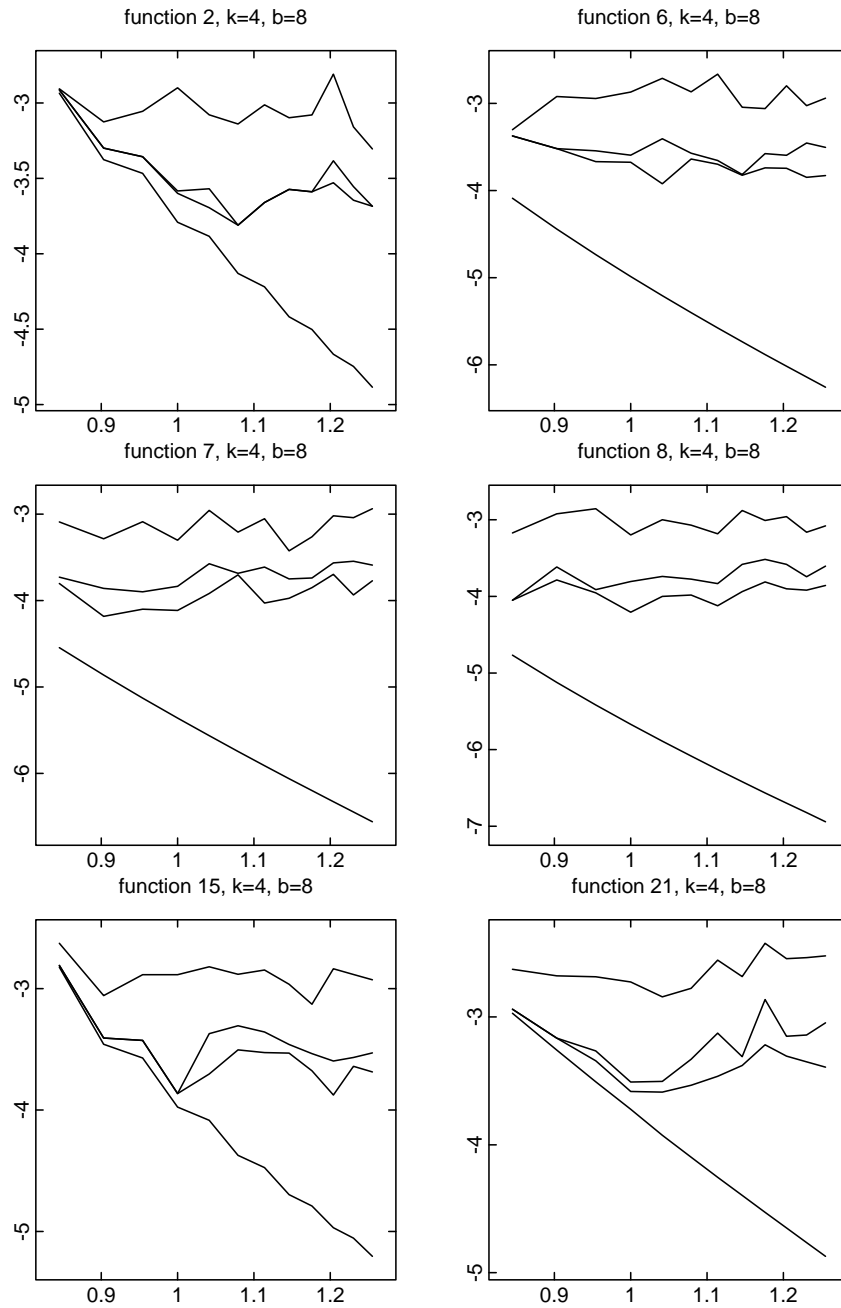 function 2, k=4, b=8
function 6, k=4, b=8
-3
-3.5
-4
-4.5
-5
0.9 1 1.1 1.2
-3
-4
-5
-6
0.9 1 1.1 1.2
function 7, k=4, b=8
function 8, k=4, b=8
-3
-4
-5
-6
0.9 1 1.1 1.2
-3
-4
-5
-6
-7
0.9 1 1.1 1.2
function 15, k=4, b=8
function 21, k=4, b=8
-3
-4
-5
0.9 1 1.1 1.2
-3
-4
-5
0.9 1 1.1 1.2